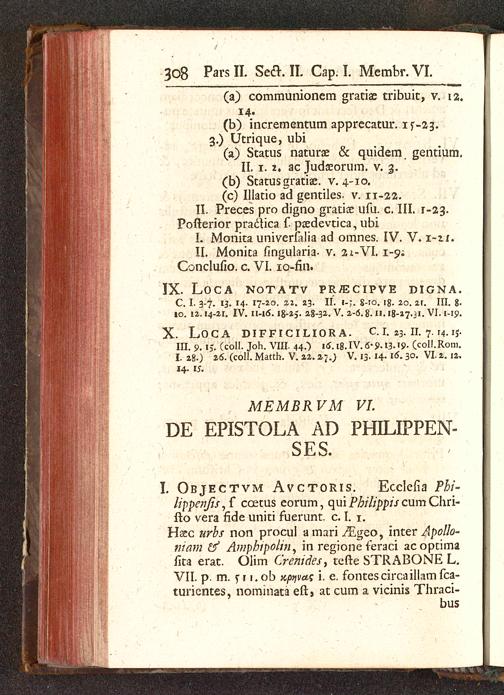 308 Pars II. Sect. II. Cap. I. Membr. VI.
(a) communionem gratiæ tribuit, v. 12.
14.
(b) incrementum apprecatur. 15-23.
3.) Utrique, ubi
(a) Status naturæ & quidem gentium.
II. 1. 2. ac Judæorum. v. 3.
(b) Status gratiæ. v. 4-10.
(c) Illatio ad gentiles. v. 11-22.
II. Preces pro digno gratiæ uſu. c. III. 1-23.
Poſterior practica ſ. pædevtica, ubi
I. Monita univerſalia ad omnes. IV. V. 1-21.
II. Monita ſingularia. v. 21-VI. 1-9.
Concluſio. c. VI. 10-fin.
IX. LOCA NOTATV PRÆCIPVE DIGNA.
C. I. 3-7. 13. 14. 17-20. 22. 23. II. 1-7. 8-10. 18. 20. 21. III. 8.
10. 12. 14-21. IV. 11-16. 18-25. 28-32. V. 2-6. 8. 11. 18-27. 31. VI. 1-19.
X. LOCA DIFFICILIORA. C. I. 23. II. 7. 14. 15.
III. 9. 15. (coll. Joh. VIII. 44.) 16. 18. IV. 6-9. 13. 19. (coll. Rom.
I. 28.) 26. (coll. Matth. V. 22. 27.) V. 13. 14. 16. 30. VI. 2. 12.
14. 15.
MEMBRVM VI.
DE EPISTOLA AD PHILIPPEN-
SES.
I. OBJECTVM AVCTORIS. Eccleſia Phi-
lippenſis, ſ. cœtus eorum, qui Philippis cum Chri-
ſto vera fide uniti fuerunt. c. I. 1.
Hæc urbs non procul a mari Ægeo, inter Apollo-
niam & Amphipolin, in regione feraci ac optima
ſita erat. Olim Crenides, teſte STRABONE L.
VII. p. m. 511. ob κρηνας i. e. fontes circa illam ſca-
turientes, nominata eſt, at cum a vicinis Thraci-
bus